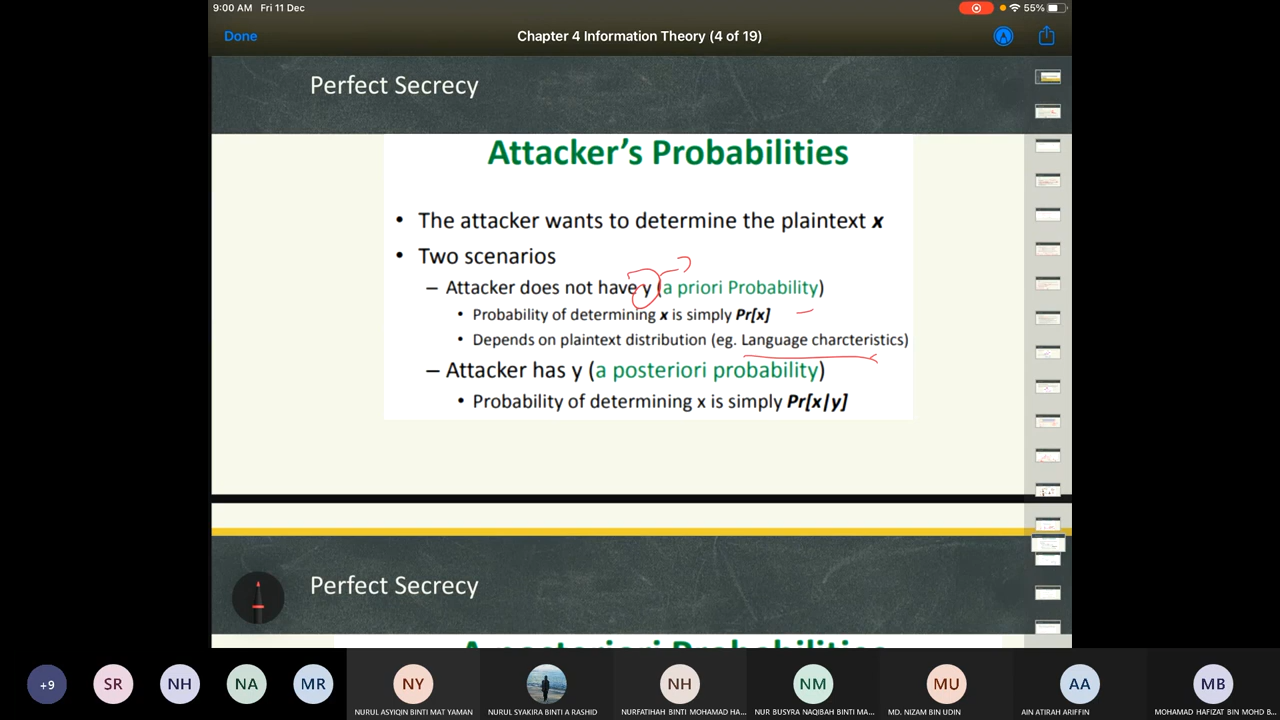 9:00 AM Fri 11 Dec
55%
Done
Chapter 4 Information Theory (4 of 19)
Perfect Secrecy
Attacker's Probabilities
• The attacker wants to determine the plaintext x
• Two scenarios
– Attacker does not have y (a priori Probability)
• Probability of determining x is simply Pr[x]
• Depends on plaintext distribution (eg. Language charcteristics)
– Attacker has y (a posteriori probability)
• Probability of determining x is simply Pr[x|y]
Perfect Secrecy
A posteriori Probabilities
+9
SR
NH
NA
MR
NY
NH
NM
MU
AA
MB
NURUL ASYIQIN BINTI MAT YAMAN
NURUL SYAKIRA BINTI A RASHID
NURFATIHAH BINTI MOHAMAD HA...
NUR BUSYRA NAQIBAH BINTI MA...
MD. NIZAM BIN UDIN
AIN ATIRAH ARIFFIN
MOHAMAD HAFIZAT BIN MOHD B...